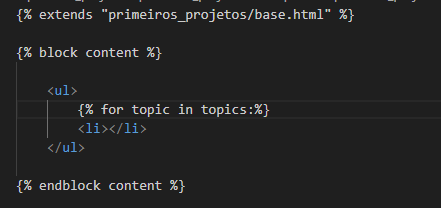 {% extends "primeiros_projetos/base.html" %}
{% block content %}
<ul>
{% for topic in topics:%}
<li></li>
</ul>
{% endblock content %}